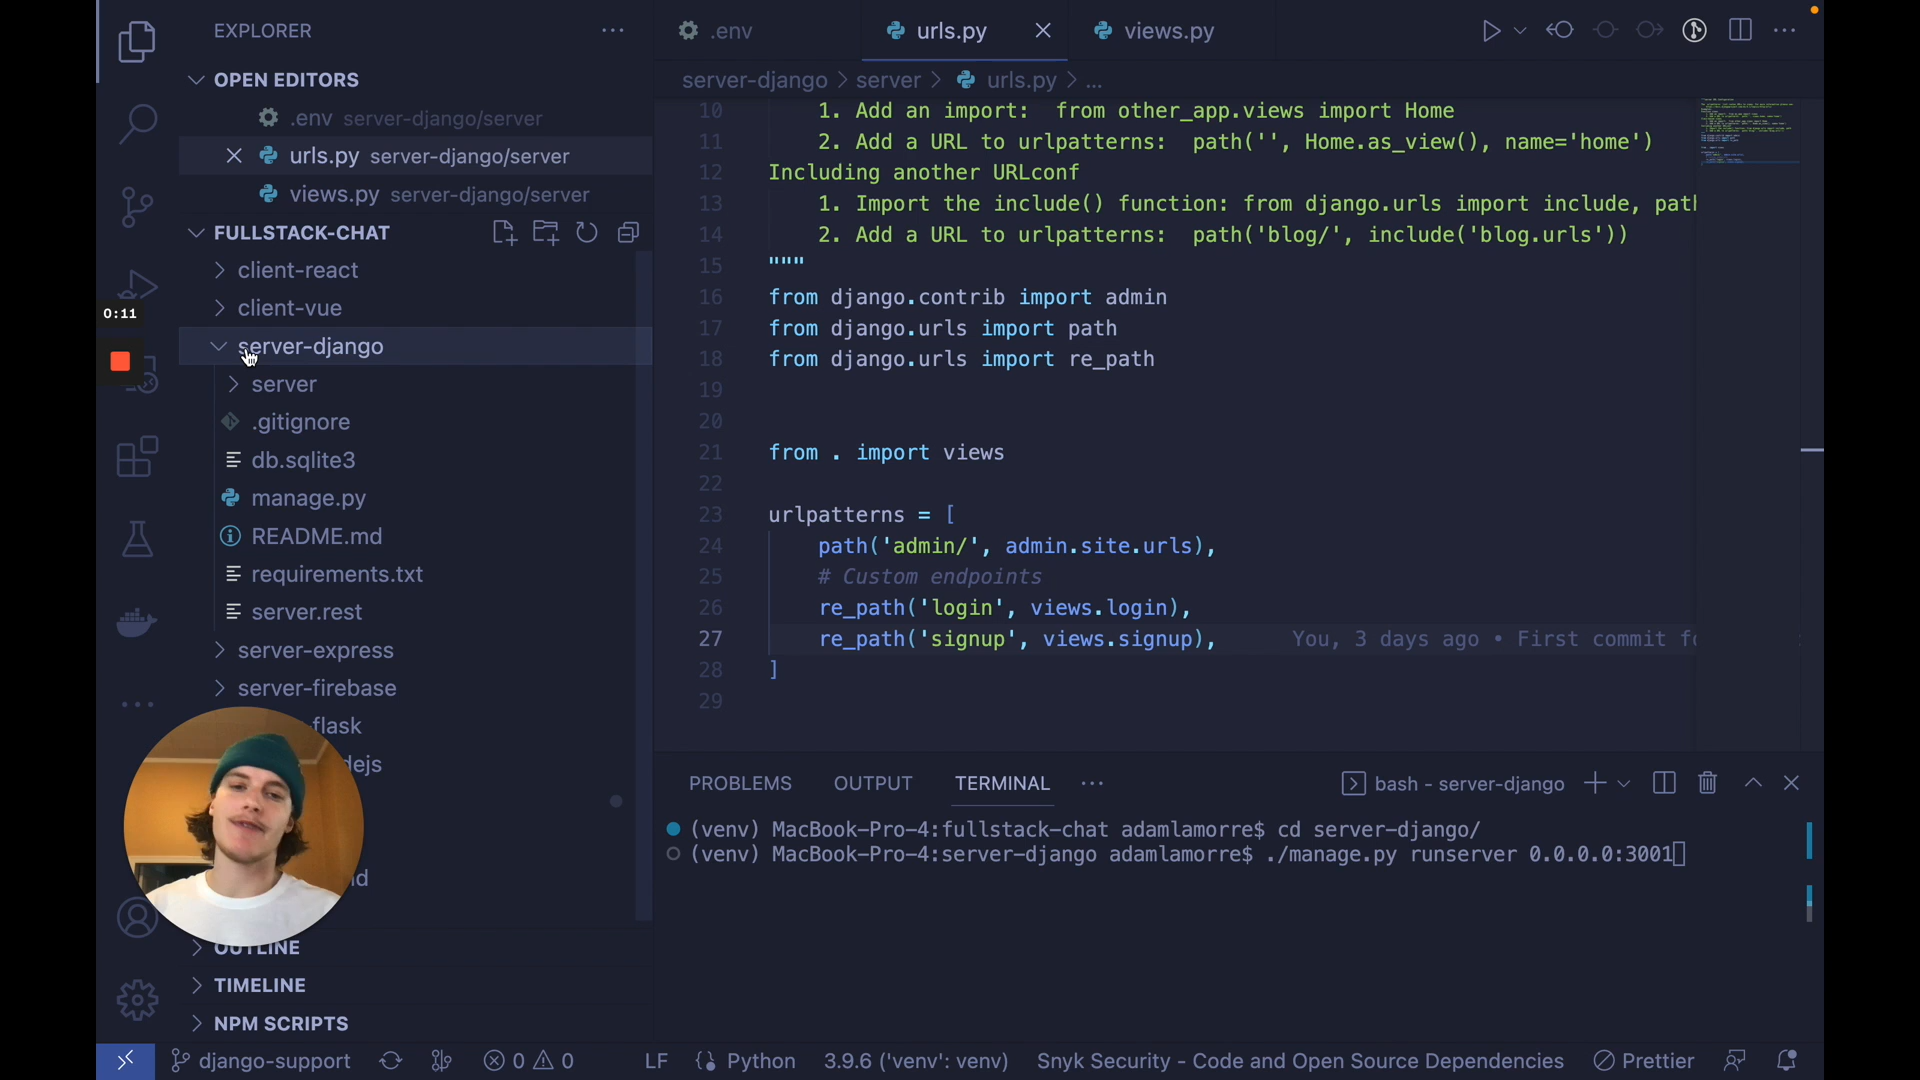 EXPLORER
OPEN EDITORS
.env server-django/server
urls.py server-django/server
views.py server-django/server
FULLSTACK-CHAT
client-react
client-vue
server-django
server
.gitignore
db.sqlite3
manage.py
README.md
requirements.txt
server.rest
server-express
server-firebase
flask
dejs
OUTLINE
TIMELINE
NPM SCRIPTS
0:11
.env
urls.py
views.py
server-django > server > urls.py > ...
10 1. Add an import: from other_app.views import Home
11 2. Add a URL to urlpatterns: path('', Home.as_view(), name='home')
12 Including another URLconf
13 1. Import the include() function: from django.urls import include, path
14 2. Add a URL to urlpatterns: path('blog/', include('blog.urls'))
15 """
16 from django.contrib import admin
17 from django.urls import path
18 from django.urls import re_path
19
20
21 from . import views
22
23 urlpatterns = [
24 path('admin/', admin.site.urls),
25 # Custom endpoints
26 re_path('login', views.login),
27 re_path('signup', views.signup), You, 3 days ago • First commit fo
28 ]
29
PROBLEMS OUTPUT TERMINAL
bash - server-django
(venv) MacBook-Pro-4:fullstack-chat adamlamorre$ cd server-django/
(venv) MacBook-Pro-4:server-django adamlamorre$ ./manage.py runserver 0.0.0.0:3001
django-support 0 0 LF Python 3.9.6 ('venv': venv) Snyk Security - Code and Open Source Dependencies Prettier